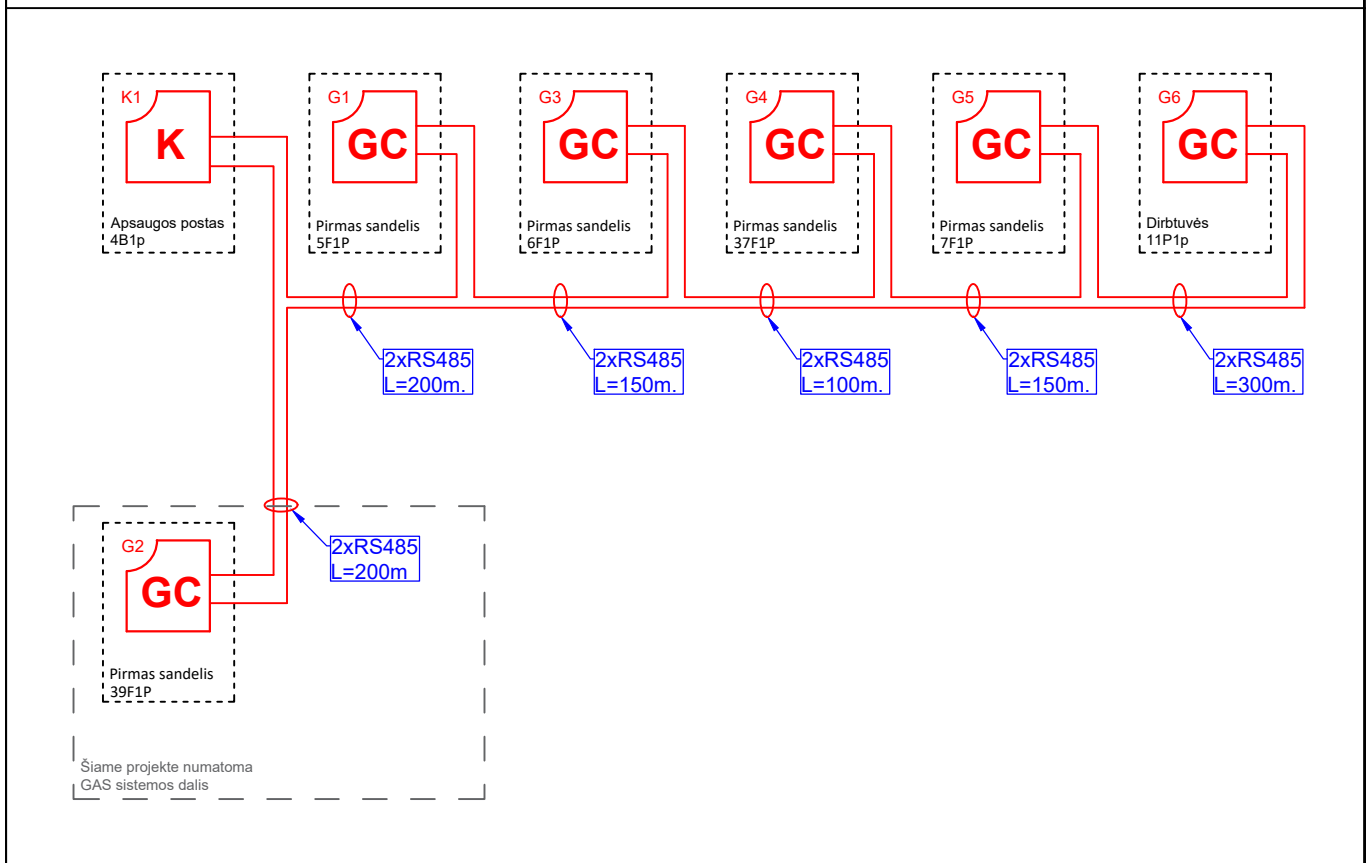 K1
K
Apsaugos postas
4B1p
G1
GC
Pirmas sandelis
5F1P
G3
GC
Pirmas sandelis
6F1P
G4
GC
Pirmas sandelis
37F1P
G5
GC
Pirmas sandelis
7F1P
G6
GC
Dirbtuvės
11P1p
2xRS485
L=200m.
2xRS485
L=150m.
2xRS485
L=100m.
2xRS485
L=150m.
2xRS485
L=300m.
2xRS485
L=200m
G2
GC
Pirmas sandelis
39F1P
Šiame projekte numatoma
GAS sistemos dalis